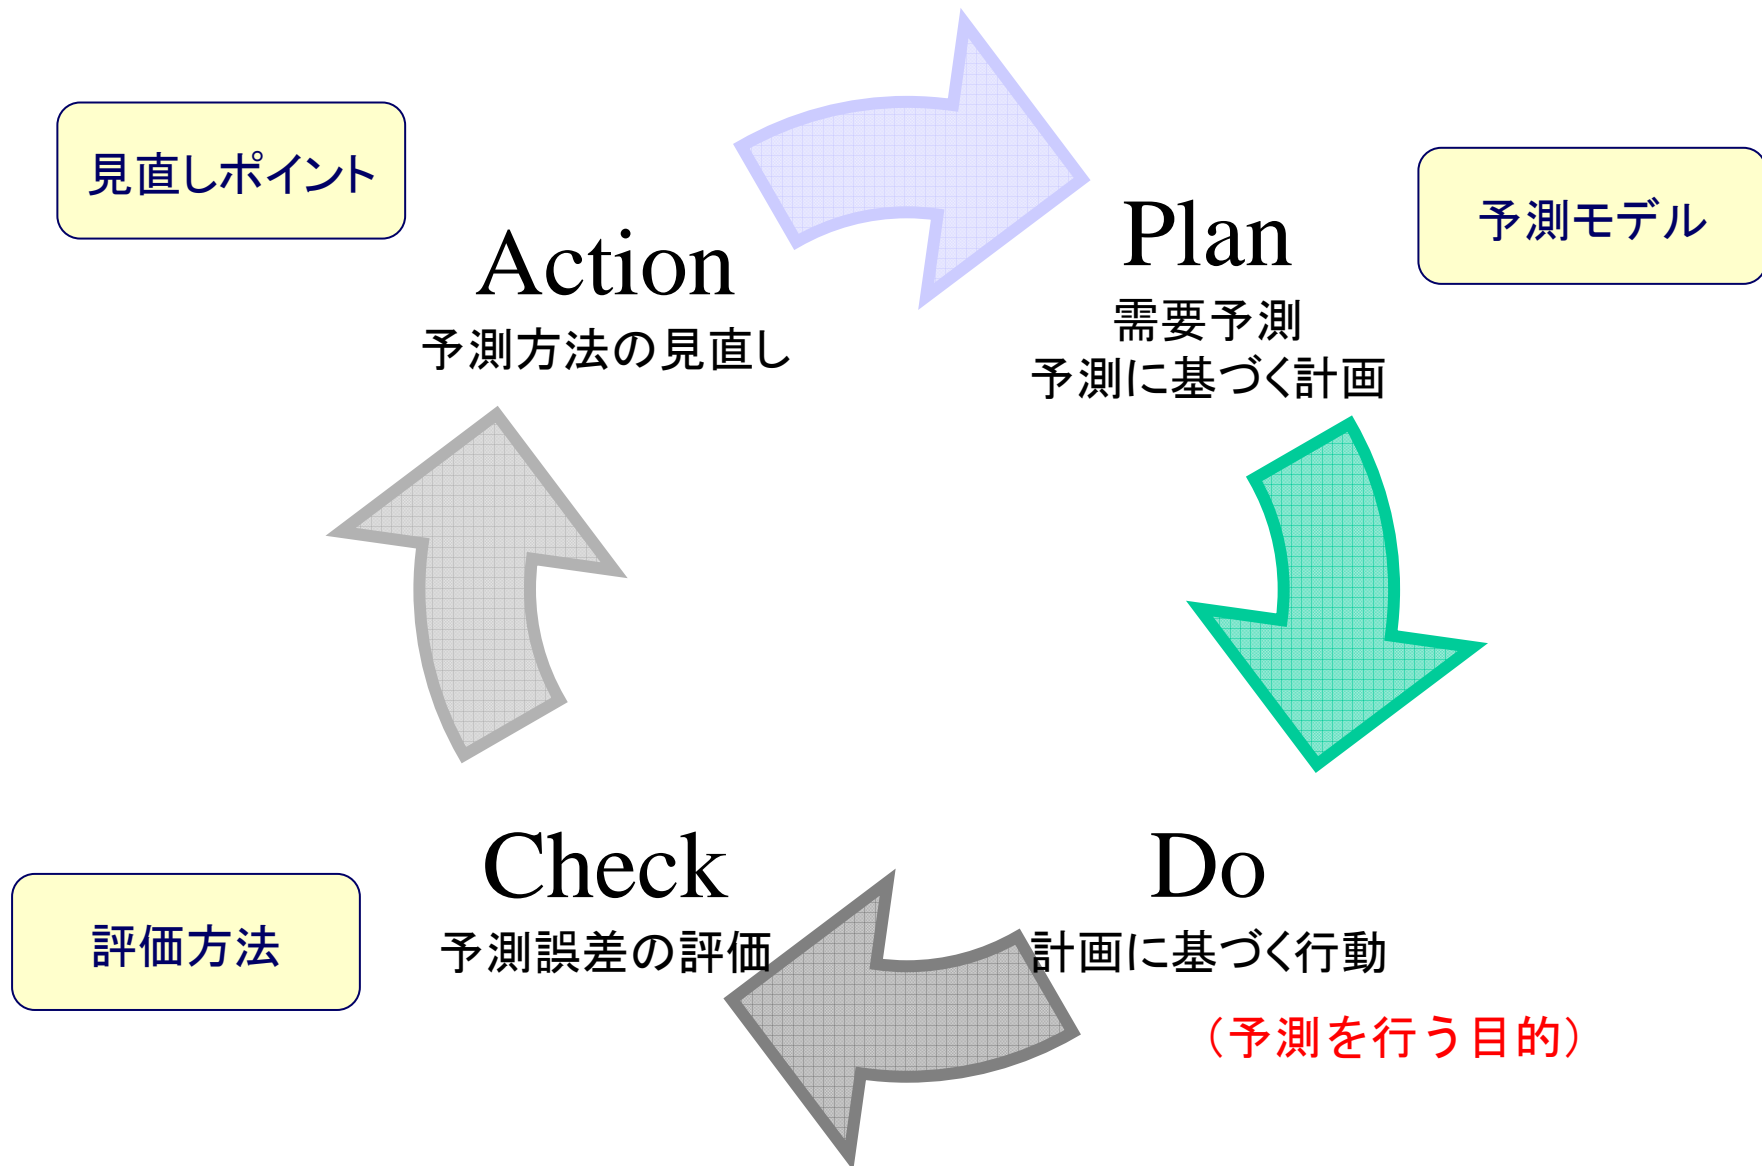 見直しポイント
Action
予測方法の見直し
Plan
需要予測
予測に基づく計画
予測モデル
Check
予測誤差の評価
評価方法
Do
計画に基づく行動
（予測を行う目的）